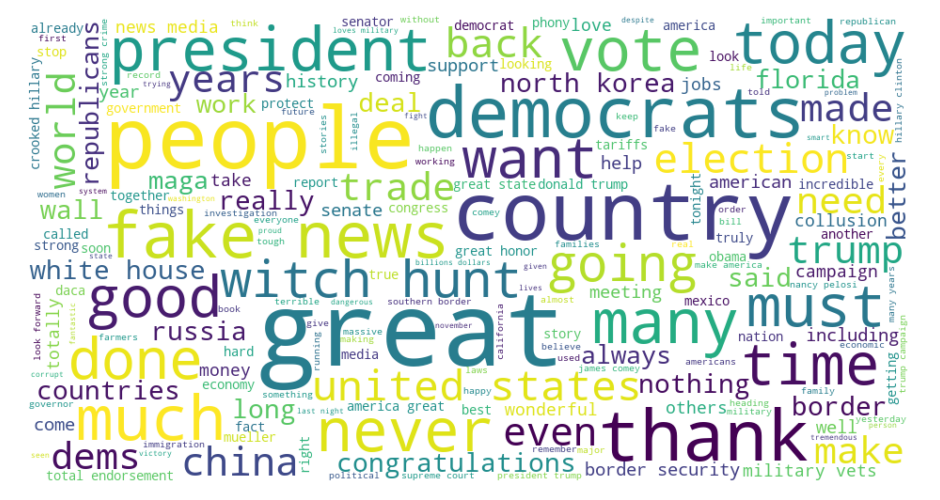 already
news media
senator
without
think
phony
love
america
important
republican
first
stop
president
loves military
democrat
despite
back
vote
look
today
crooked hillary
world
republicans
year
years
strong crime
support
looking
coming
north korea
jobs
life
florida
hillary clinton
record
trying
history
told
problem
government
work
protect
future
deal
democrats
made
people
stories
illegal
fight
keep
fake
smart
know
start
happen
working
want
tariffs
help
election
every
women
system
together
maga
take
report
trade
great state
donald trump
american
incredible
need
better
washington
things
really
senate
congress
comey
country
tonight
order
bill
collusion
wall
investigation
everyone
proud
tough
fake news
truly
another
called
soon
strong
state
great honor
families
real
obama
trump
billions dollars
given
going
make america
nancy pelosi
many years
white house
witch hunt
true
said
campaign
daca
book
good
terrible
dangerous
southern border
lives
almost
meeting
mexico
must
look forward
totally
fantastic
russia
give
great
november
california
many
massive
making
farmers
hard
running
story
nation
including
economic
trump campaign
done
money
media
believe
used
always
americans
time
getting
corrupt
countries
economy
united states
laws
happy
james comey
nothing
family
border
governor
something
much
long
last night
america great
best
wonderful
others
heading
military
yesterday
come
fact
never
even
thank
well
person
mueller
right
remember
major
tremendous
make
seen
immigration
victory
dems
china
congratulations
border security
military vets
total endorsement
political
supreme court
president trump